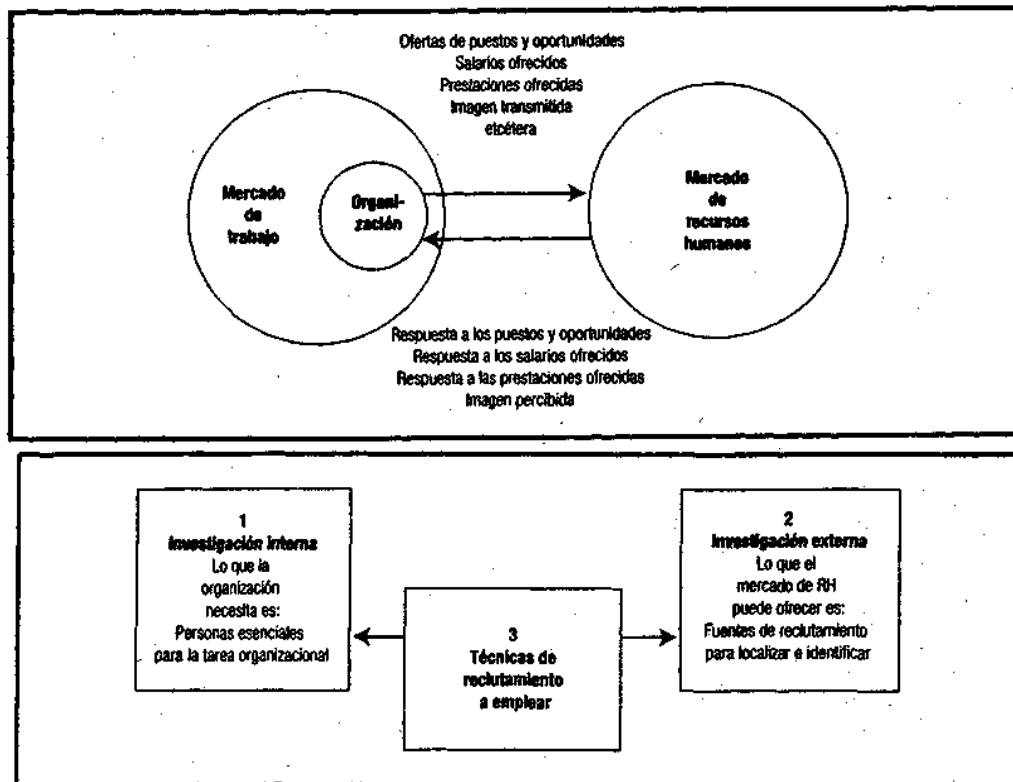 Ofertas de puestos y oportunidades
Salarios ofrecidos
Prestaciones ofrecidas
Imagen transmitida
etcétera
Mercado
de
trabajo
Organi-
zación
Mercado
de
recursos
humanos
Respuesta a los puestos y oportunidades
Respuesta a los salarios ofrecidos
Respuesta a las prestaciones ofrecidas
Imagen percibida
1
Investigación interna
Lo que la
organización
necesita es:
Personas esenciales
para la tarea organizacional
2
Investigación externa
Lo que el
mercado de RH
puede ofrecer es:
Fuentes de reclutamiento
para localizar e identificar
3
Técnicas de
reclutamiento
a emplear